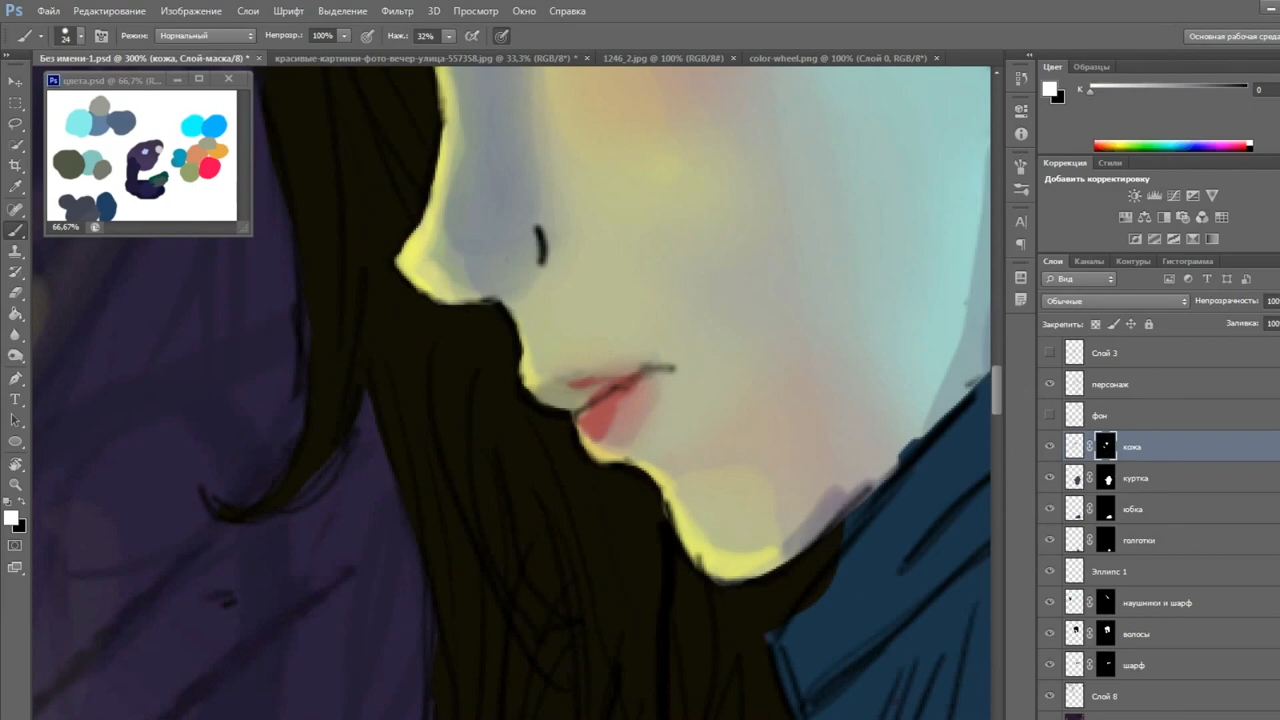 Ps Файл Редактирование Изображение Слои Шрифт Выделение Фильтр 3D Просмотр Окно Справка
24 Режим: Нормальный Непрозр.: 100% Наж.: 32% Основная рабочая среда
Без имени-1.psd @ 300% (кожа, Слой-маска/8) * × красивые-картинки-фото-вечер-улица-557358.jpg @ 33,3% (RGB/8*) * × 1246_2.jpg @ 100% (RGB/8#) × color-wheel.png @ 100% (Слой 0, RGB/8*) ×
Ps цвета.psd @ 66,7% (R...
66.67%
Цвет Образцы
K 0
Коррекция Стили
Добавить корректировку
Слои Каналы Контуры Гистограмма
Вид
Обычные Непрозрачность: 100
Закрепить: Заливка: 100
Слой 3
персонаж
фон
кожа
куртка
юбка
голготки
Эллипс 1
наушники и шарф
волосы
шарф
Слой 8